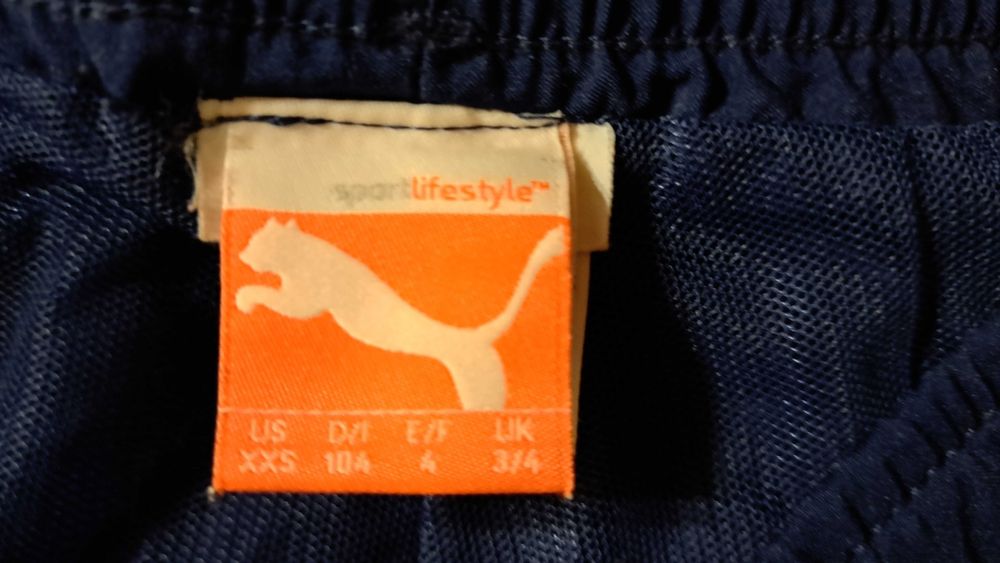 sportlifestyle™
US D/I E/F UK
XXS 104 4 3/4